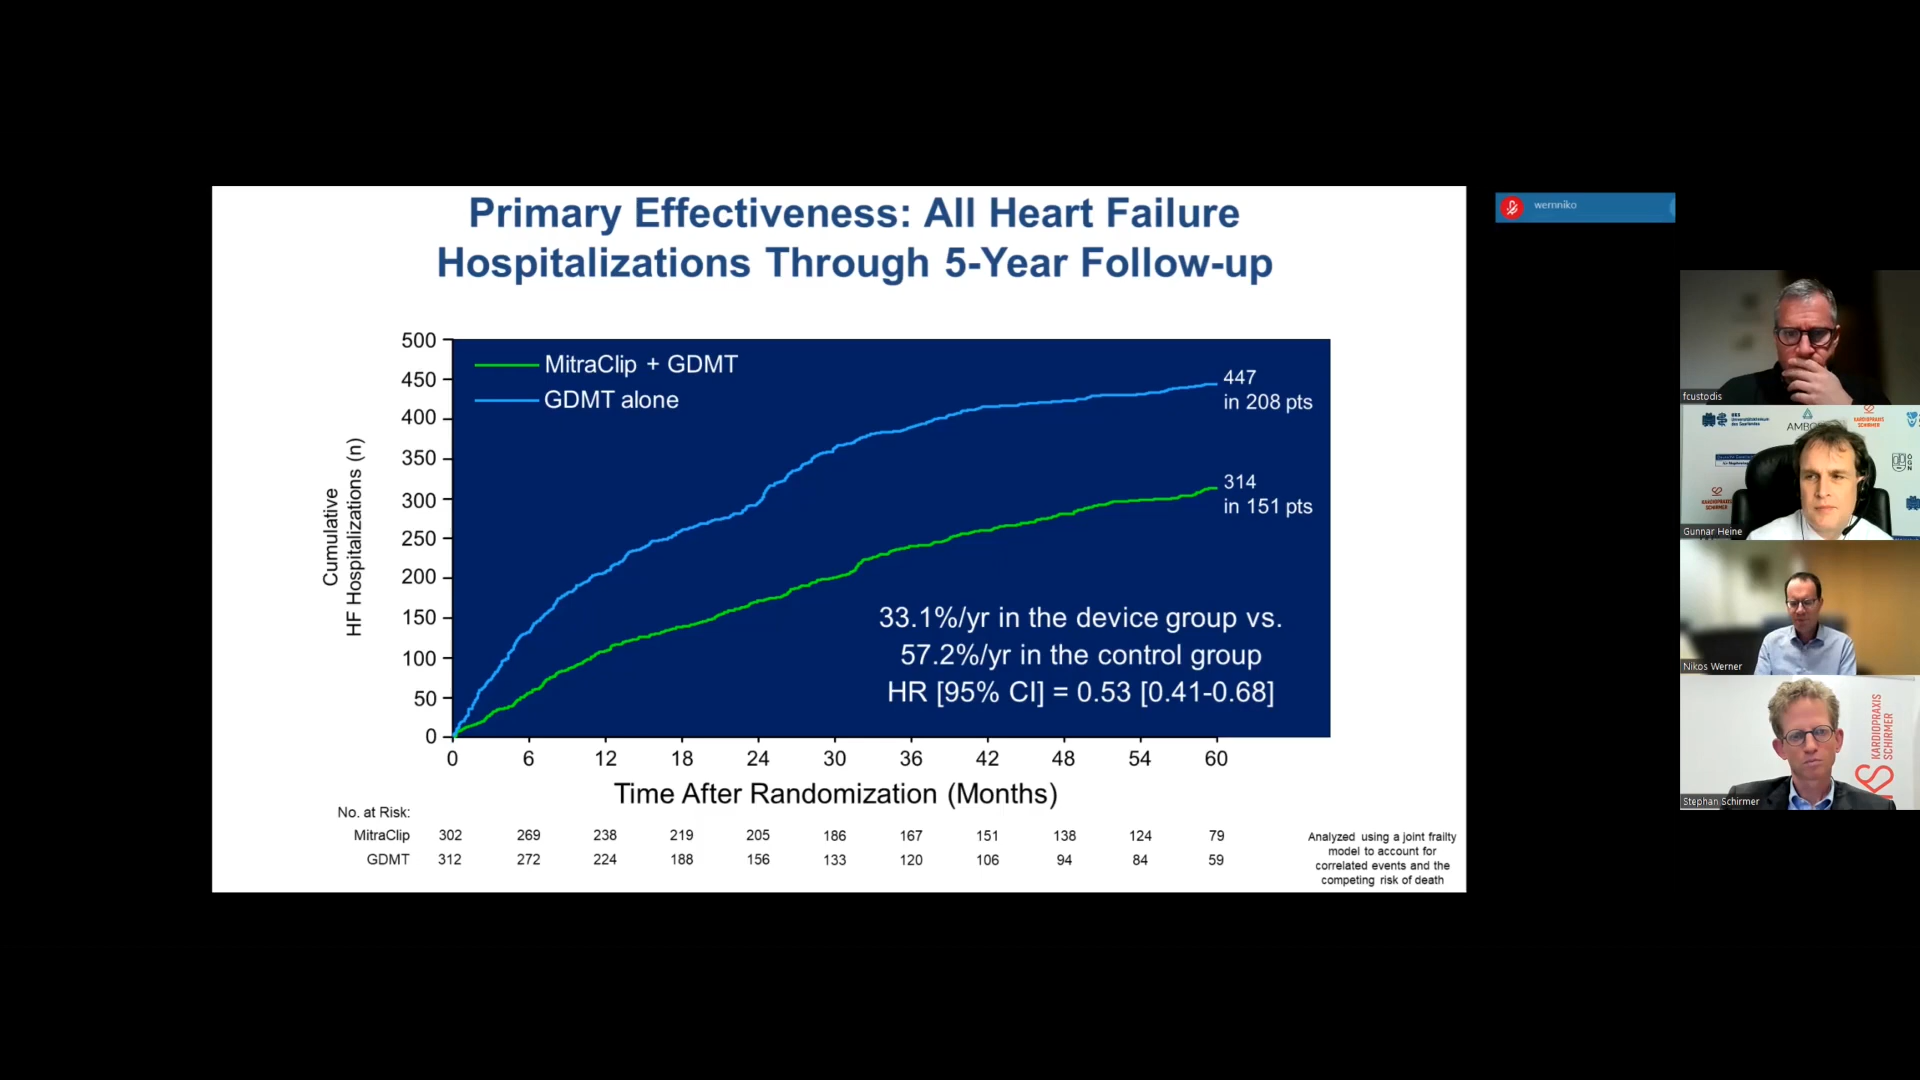 Primary Effectiveness: All Heart Failure
Hospitalizations Through 5-Year Follow-up
Cumulative
HF Hospitalizations (n)
500
450
400
350
300
250
200
150
100
50
0
MitraClip + GDMT
GDMT alone
447
in 208 pts
314
in 151 pts
33.1%/yr in the device group vs.
57.2%/yr in the control group
HR [95% CI] = 0.53 [0.41-0.68]
0 6 12 18 24 30 36 42 48 54 60
Time After Randomization (Months)
No. at Risk:
MitraClip 302 269 238 219 205 186 167 151 138 124 79
GDMT 312 272 224 188 156 133 120 106 94 84 59
Analyzed using a joint frailty
model to account for
correlated events and the
competing risk of death
wernniko
fcustodis
AMBO
KARDIOPRAXIS
SCHIRMER
Gunnar Heine
Nikos Werner
KARDIOPRAXIS
SCHIRMER
Stephan Schirmer